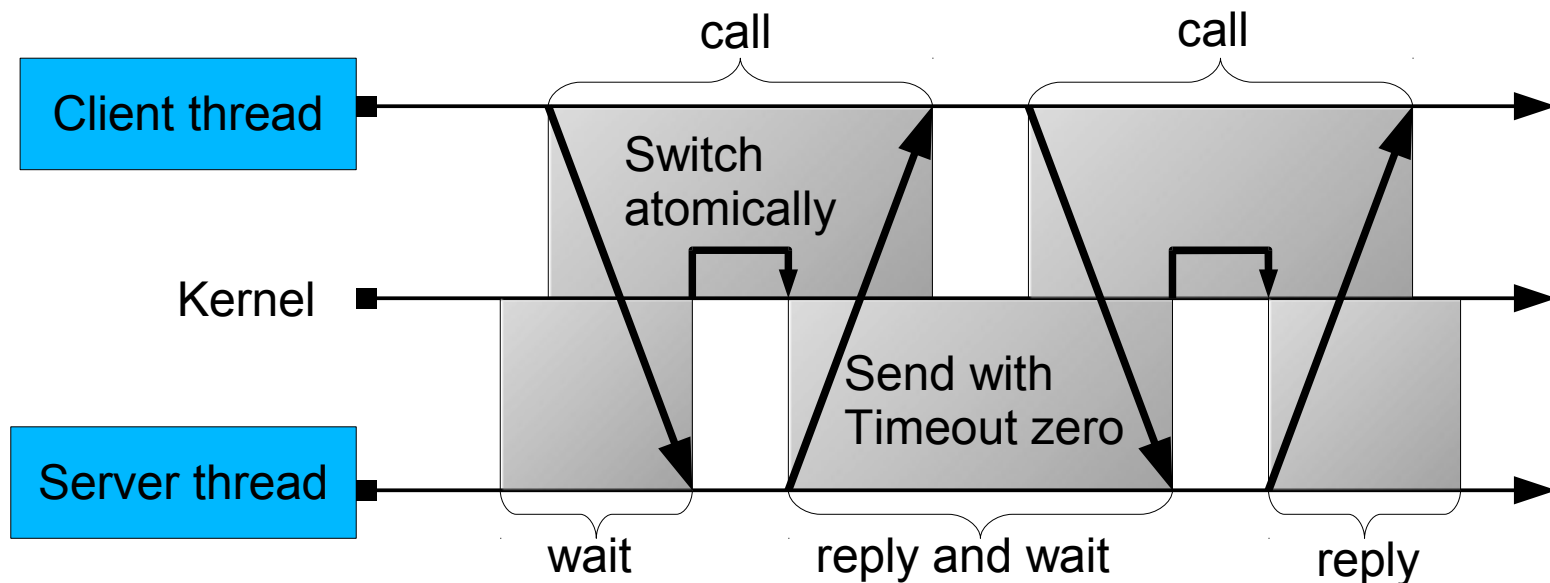 call
call
Client thread
Switch
atomically
Kernel
Send with
Timeout zero
Server thread
wait
reply and wait
reply